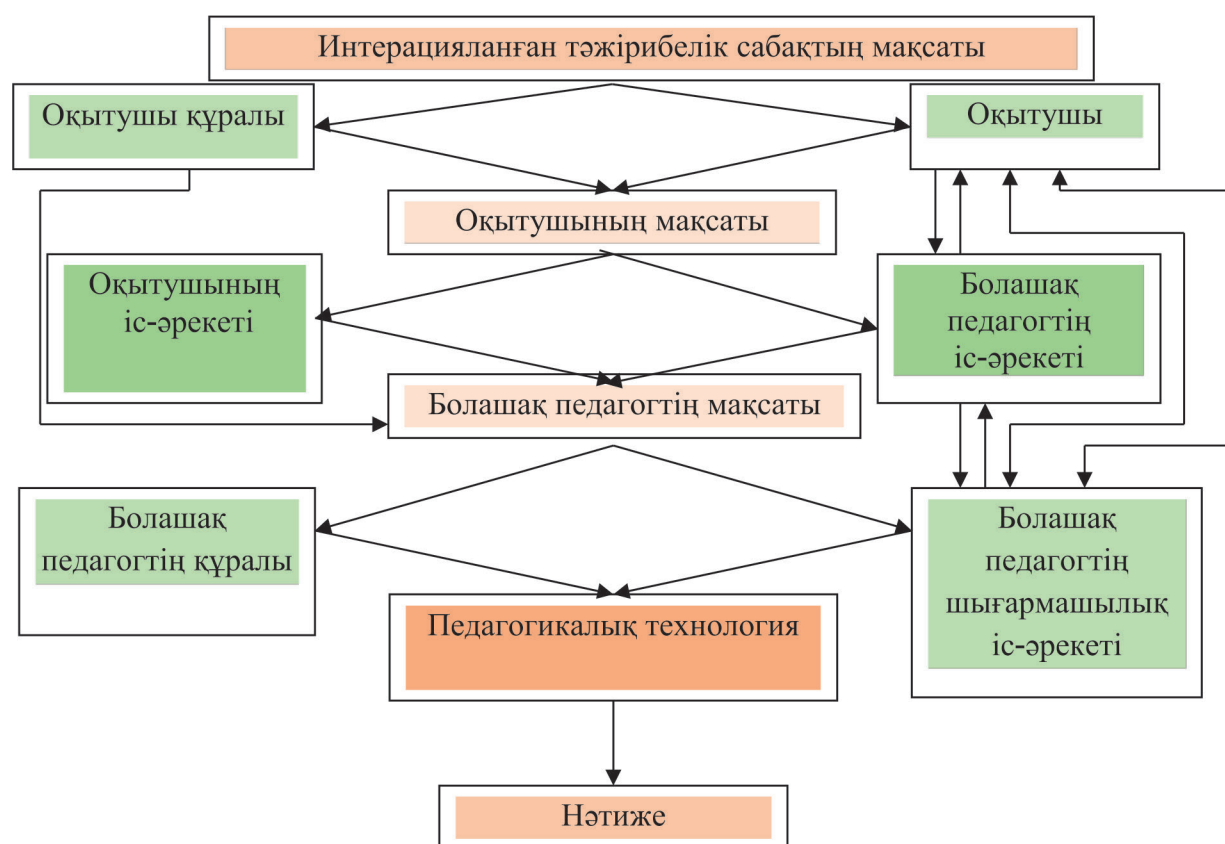 Интерацияланған тәжірибелік сабақтың мақсаты
Оқытушы құралы
Оқытушы
Оқытушының мақсаты
Оқытушының
іс-әрекеті
Болашақ
педагогтің
іс-әрекеті
Болашақ педагогтің мақсаты
Болашақ
педагогтің құралы
Болашақ
педагогтің
шығармашылық
іс-әрекеті
Педагогикалық технология
Нәтиже